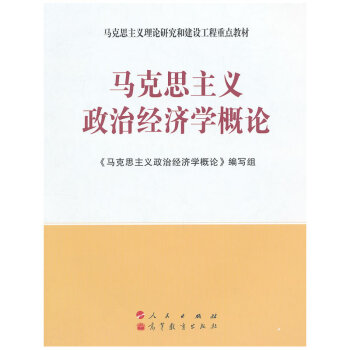 马克思主义理论研究和建设工程重点教材
马克思主义
政治经济学概论
《马克思主义政治经济学概论》编写组
人民出版社
高等教育出版社